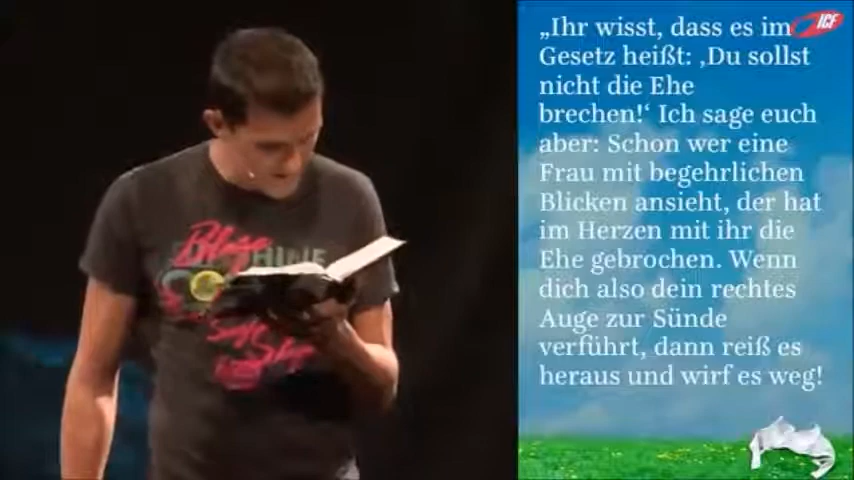 „Ihr wisst, dass es im
Gesetz heißt: ‚Du sollst
nicht die Ehe
brechen!‘ Ich sage euch
aber: Schon wer eine
Frau mit begehrlichen
Blicken ansieht, der hat
im Herzen mit ihr die
Ehe gebrochen. Wenn
dich also dein rechtes
Auge zur Sünde
verführt, dann reiß es
heraus und wirf es weg!
ICF